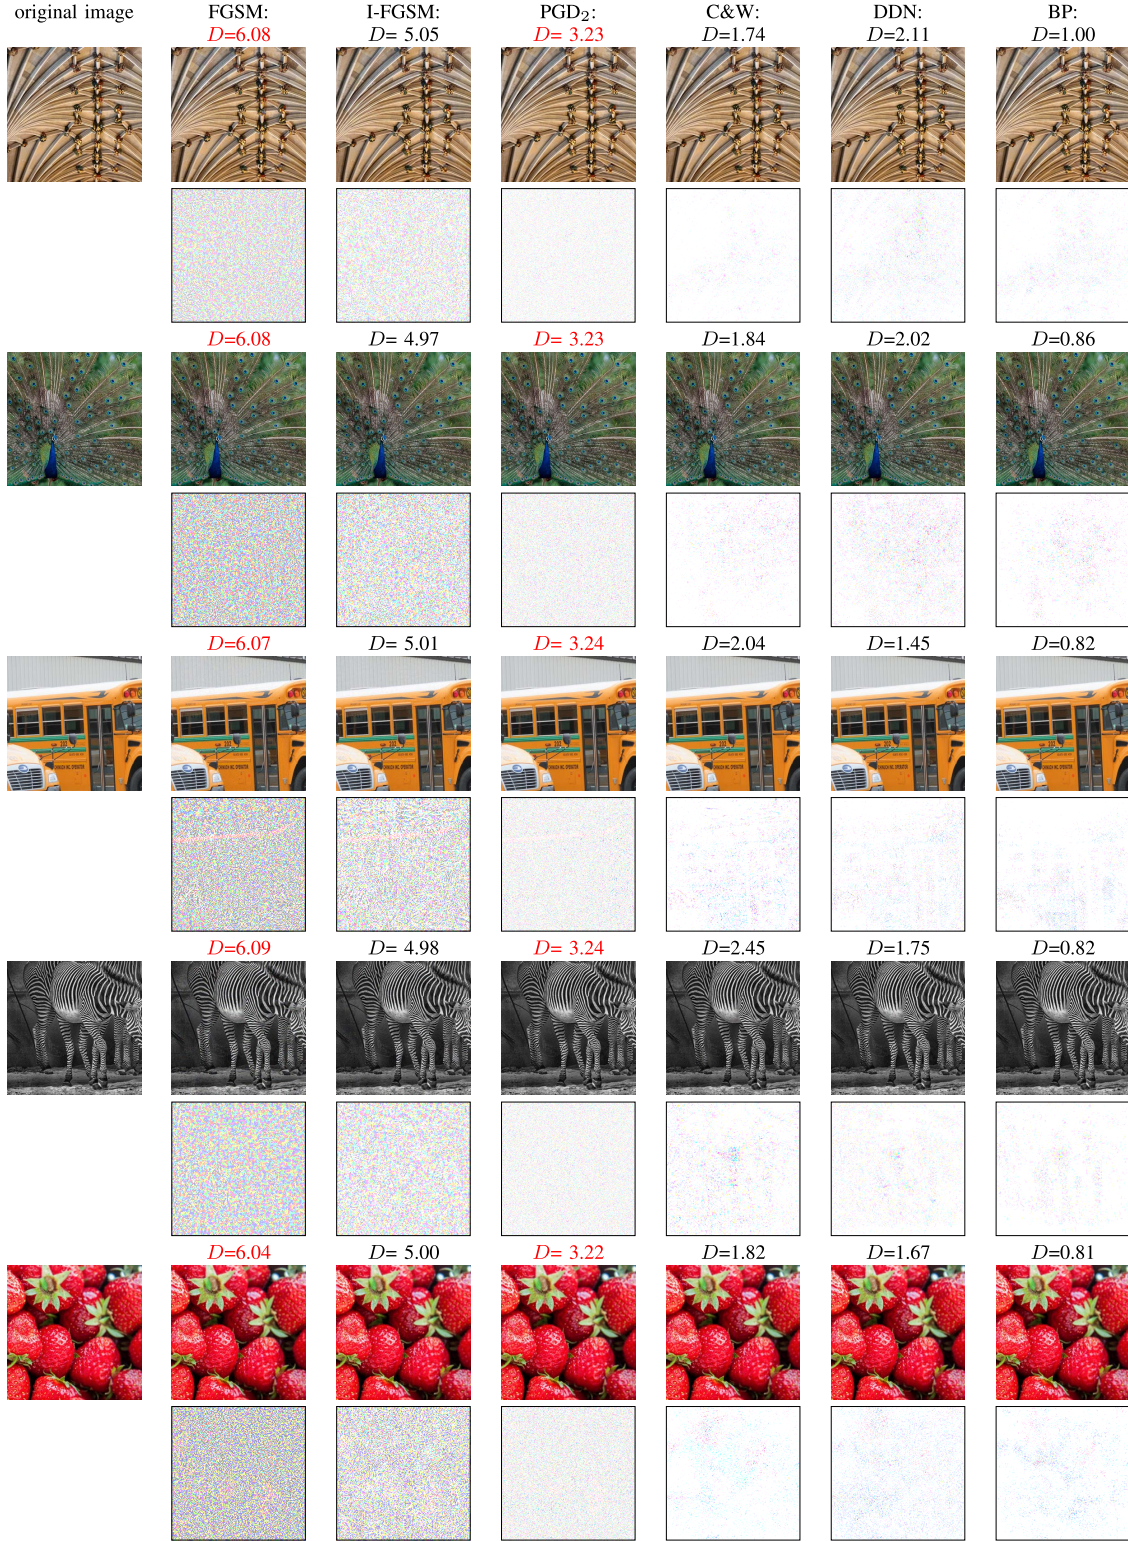 original image FGSM: I-FGSM: PGD₂: C&W: DDN: BP:
D=6.08 D= 5.05 D= 3.23 D=1.74 D=2.11 D=1.00
D=6.08 D= 4.97 D= 3.23 D=1.84 D=2.02 D=0.86
D=6.07 D= 5.01 D= 3.24 D=2.04 D=1.45 D=0.82
D=6.09 D= 4.98 D= 3.24 D=2.45 D=1.75 D=0.82
D=6.04 D= 5.00 D= 3.22 D=1.82 D=1.67 D=0.81